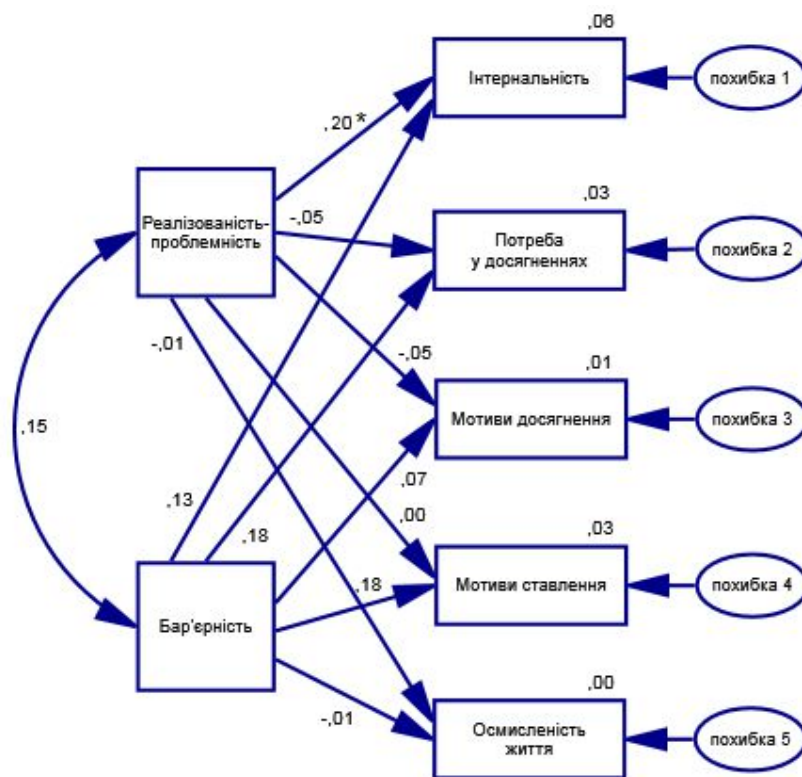 ,06
Інтернальність
похибка 1
,20*
,03
Реалізованість-
проблемність
-,05
Потреба
у досягненнях
похибка 2
-,01
-,05
,01
Мотиви досягнення
похибка 3
,15
,13
,07
,00
,18
,03
Мотиви ставлення
похибка 4
,18
Бар'єрність
,00
-,01
Осмисленість
життя
похибка 5